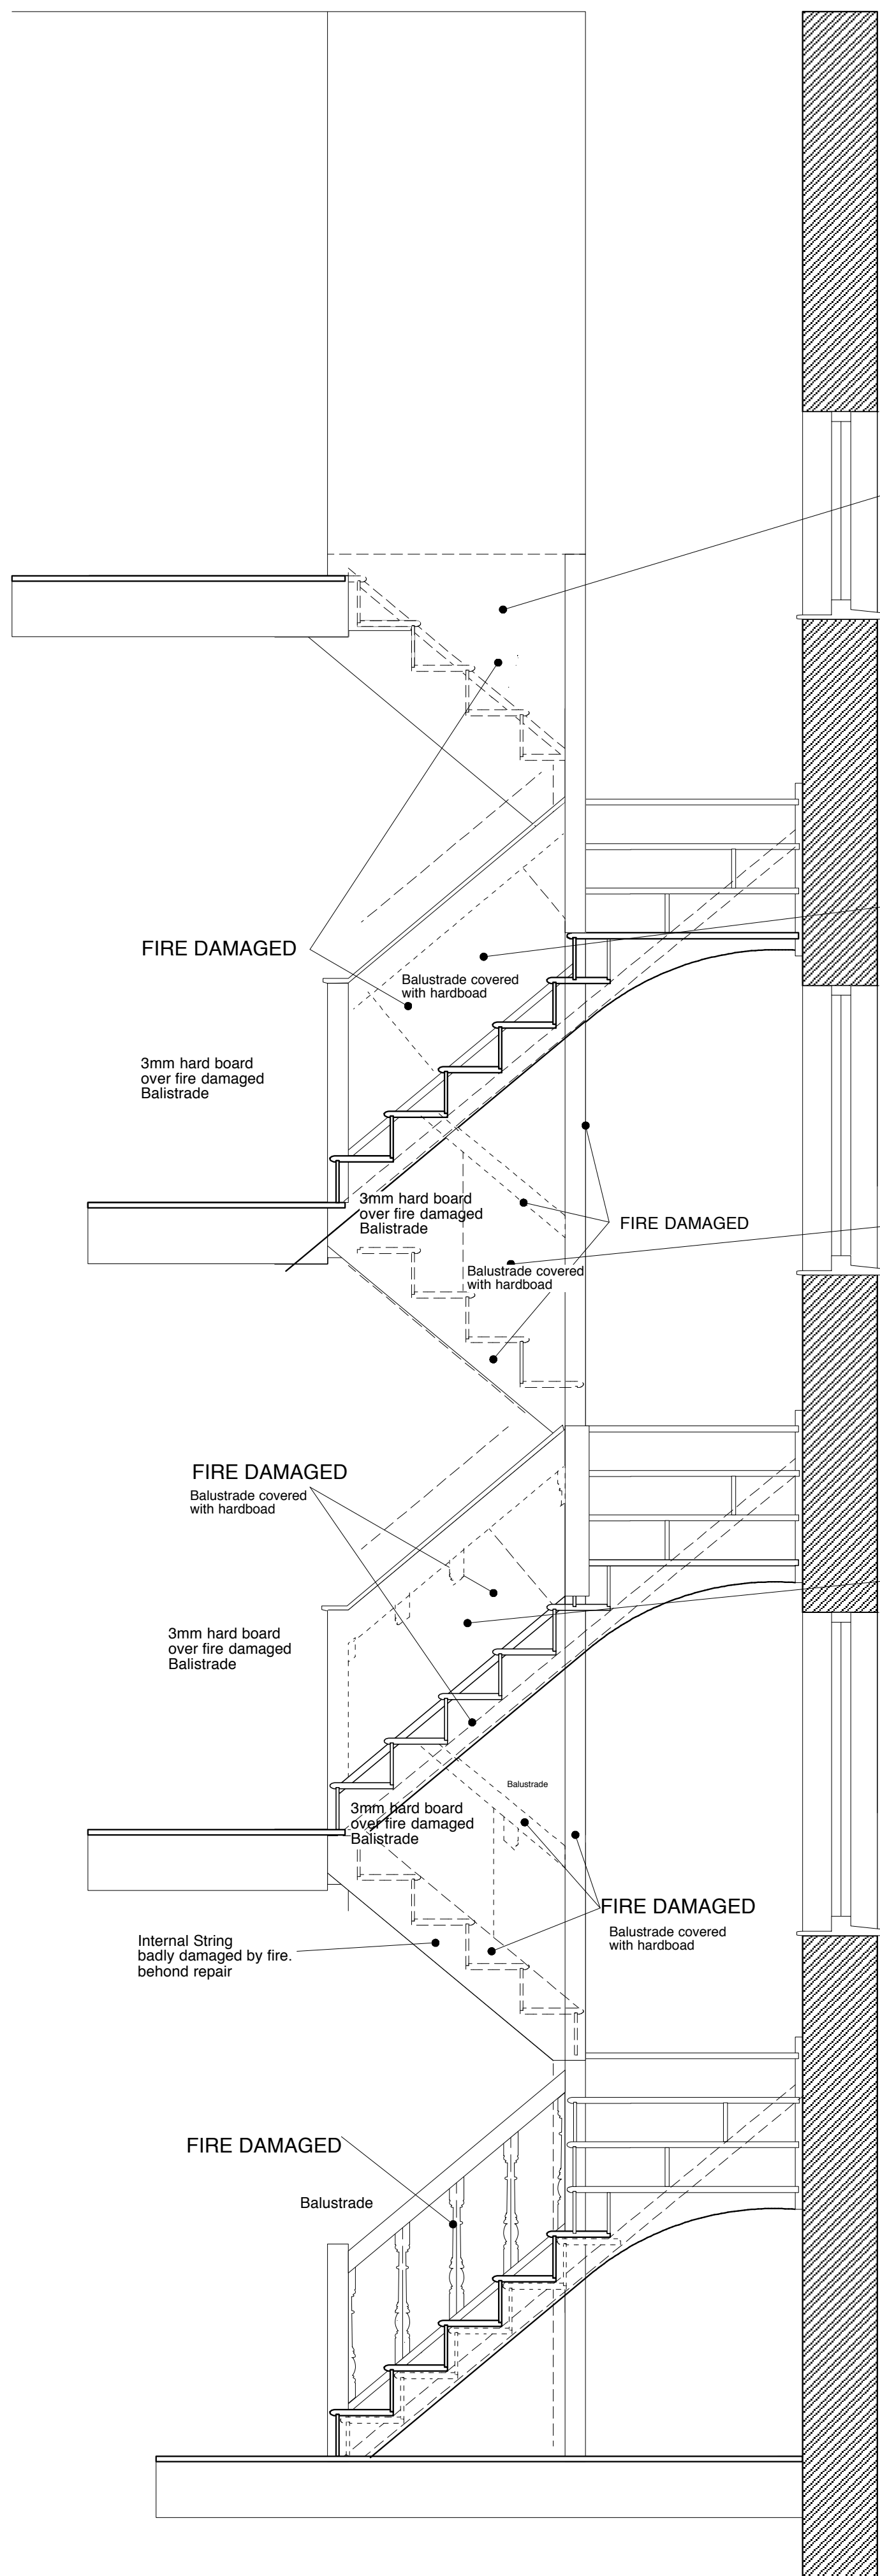 FIRE DAMAGED
Balustrade covered
with hardboad
3mm hard board
over fire damaged
Balistrade
3mm hard board
over fire damaged
Balistrade
FIRE DAMAGED
Balustrade covered
with hardboad
FIRE DAMAGED
Balustrade covered
with hardboad
3mm hard board
over fire damaged
Balistrade
Balustrade
3mm hard board
over fire damaged
Balistrade
FIRE DAMAGED
Balustrade covered
with hardboad
Internal String
badly damaged by fire.
behond repair
FIRE DAMAGED
Balustrade